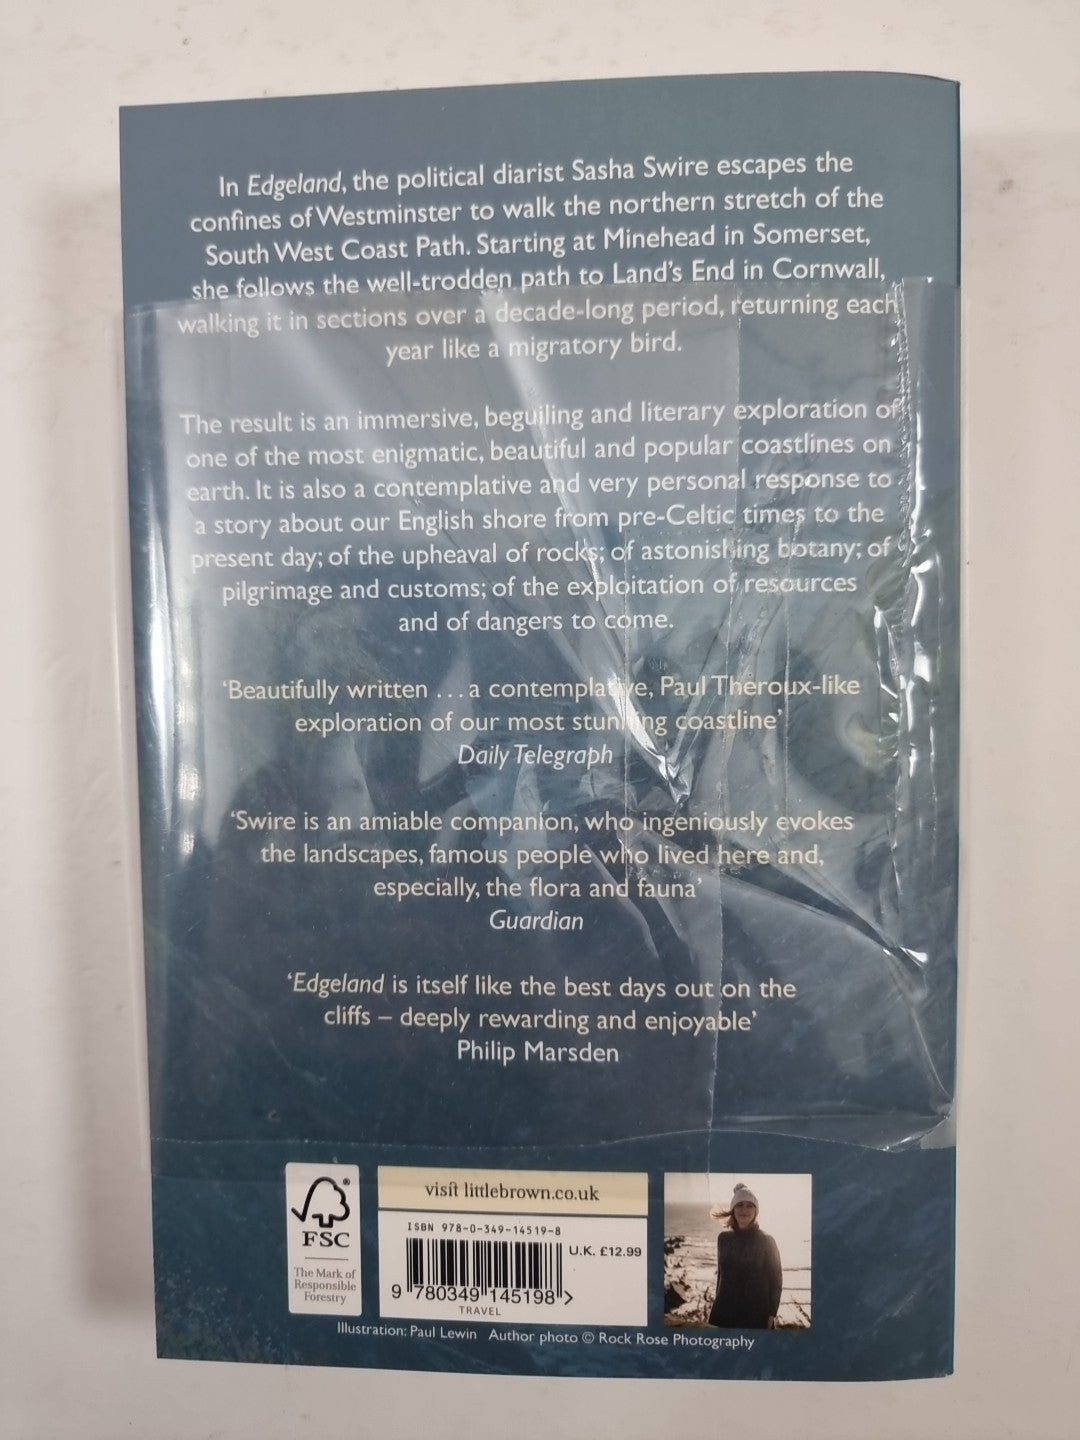 In Edgeland, the political diarist Sasha Swire escapes the
confines of Westminster to walk the northern stretch of the
South West Coast Path. Starting at Minehead in Somerset,
she follows the well-trodden path to Land's End in Cornwall,
walking it in sections over a decade-long period, returning each
year like a migratory bird.
The result is an immersive, beguiling and literary exploration of
one of the most enigmatic, beautiful and popular coastlines on
earth. It is also a contemplative and very personal response to
a story about our English shore from pre-Celtic times to the
present day; of the upheaval of rocks; of astonishing botany; of
pilgrimage and customs; of the exploitation of resources
and of dangers to come.
‘Beautifully written ... a contemplative, Paul Theroux-like
exploration of our most stunning coastline’
Daily Telegraph
‘Swire is an amiable companion, who ingeniously evokes
the landscapes, famous people who lived here and,
especially, the flora and fauna’
Guardian
‘Edgeland is itself like the best days out on the
cliffs – deeply rewarding and enjoyable’
Philip Marsden
®
FSC
The Mark of
Responsible
Forestry
visit littlebrown.co.uk
ISBN 978-0-349-14519-8
U.K. £12.99
9 780349 145198 >
TRAVEL
Illustration: Paul Lewin Author photo © Rock Rose Photography